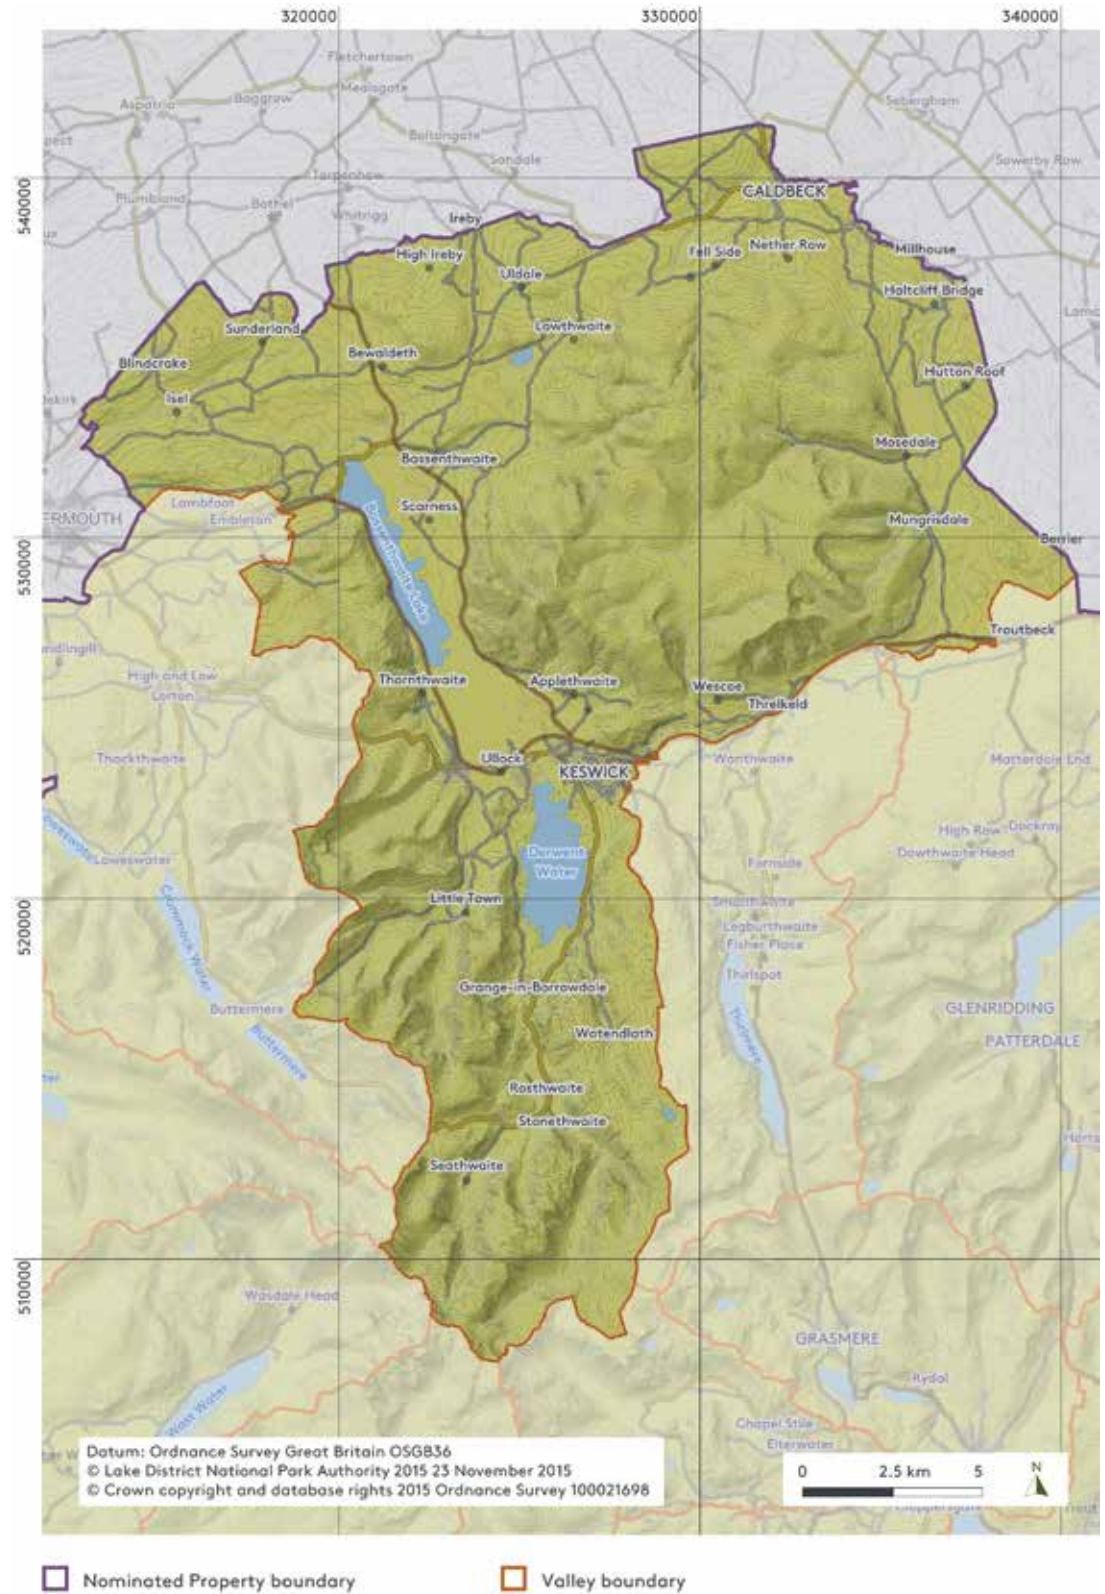 320000
330000
340000
Fletchertown
Mealsgate
Aspatria
Baggrow
Sebergham
Boltongate
Sandale
Sowerby Row
Torpenhow
540000
Plumbland
Bothel
Whitrigg
CALDBECK
Ireby
High Ireby
Fell Side
Nether Row
Millhouse
Uldale
Haltcliff Bridge
Sunderland
Lowthwaite
Blindcrake
Bewaldeth
Hutton Roof
Isel
Mosedale
Bassenthwaite
Lambfoot
Scarness
ERMOUTH
Embleton
Mungrisdale
530000
Bassenthwaite Lake
Berrier
Troutbeck
High and Low
Lorton
Thornthwaite
Applethwaite
Wescoe
Threlkeld
Thackthwaite
Ullock
KESWICK
Wanthwaite
Matterdale End
Loweswater
High Row
Dockray
Derwent
Water
Fornside
Dowthwaite Head
520000
Crummock Water
Little Town
Smaithwaite
Legburthwaite
Fisher Place
Thirlspot
Grange-in-Borrowdale
Buttermere
GLENRIDDING
Watendlath
Thirlmere
Buttermere
PATTERDALE
Rosthwaite
Stonethwaite
Seathwaite
510000
Wasdale Head
GRASMERE
Rydal
Wast Water
Chapel Stile
Elterwater
Datum: Ordnance Survey Great Britain OSGB36
© Lake District National Park Authority 2015 23 November 2015
© Crown copyright and database rights 2015 Ordnance Survey 100021698
0 2.5 km 5
N
Nominated Property boundary
Valley boundary